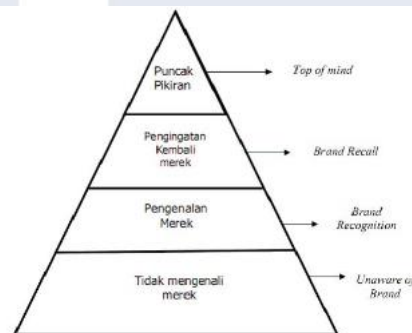 Puncak
Pikiran
Top of mind
Pengingatan
Kembali
merek
Brand Recall
Pengenalan
Merek
Brand
Recognition
Tidak mengenali
merek
Unaware of
Brand